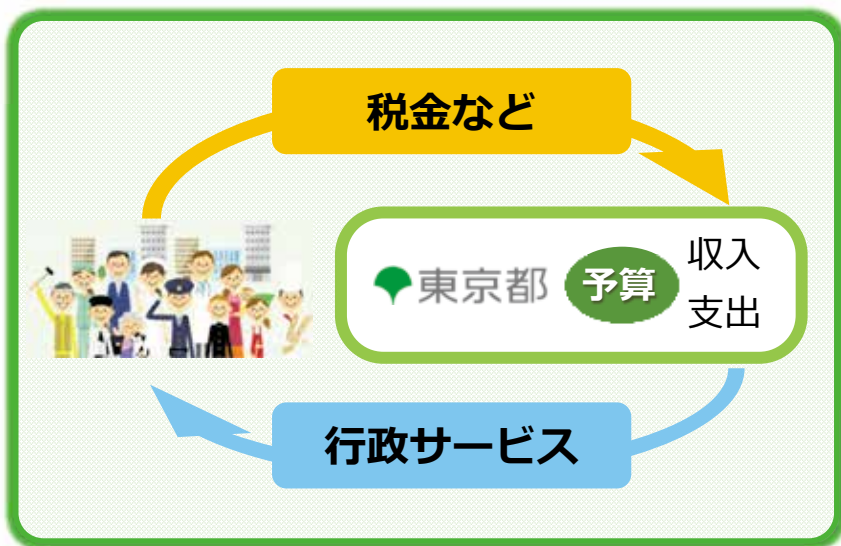 税金など
東京都
予算
収入
支出
行政サービス